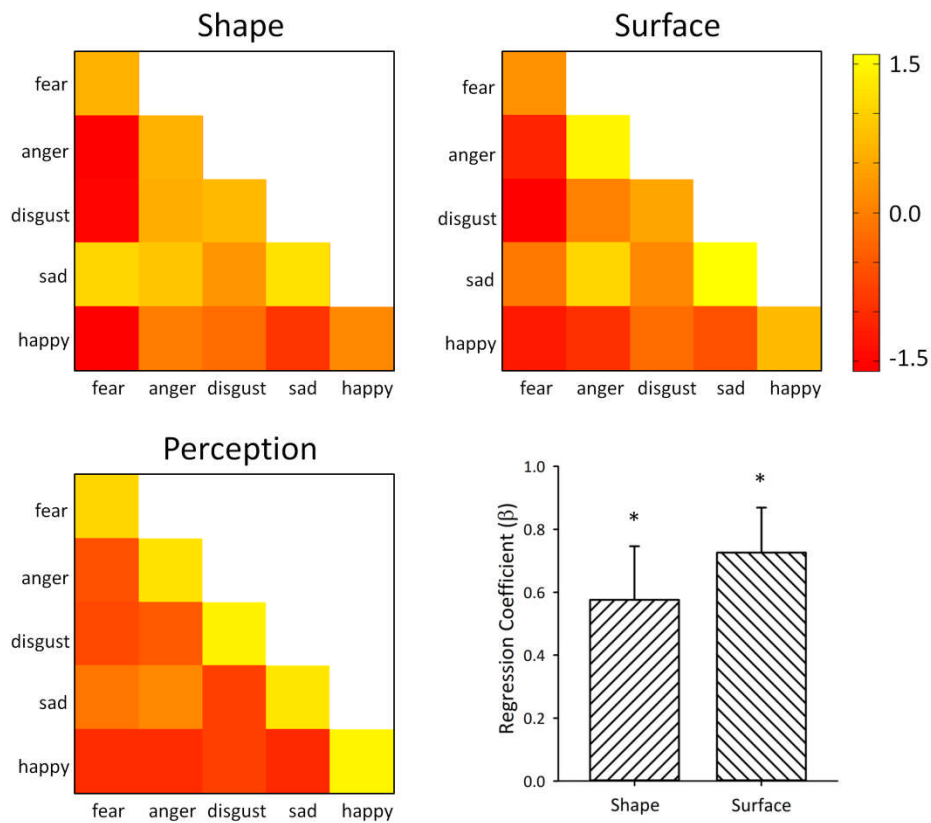 Shape
fear
anger
disgust
sad
happy
fear anger disgust sad happy
Surface
fear
anger
disgust
sad
happy
fear anger disgust sad happy
1.5
0.0
-1.5
Perception
fear
anger
disgust
sad
happy
fear anger disgust sad happy
Regression Coefficient (β)
1.0
0.8
0.6
0.4
0.2
0.0
* *
Shape Surface